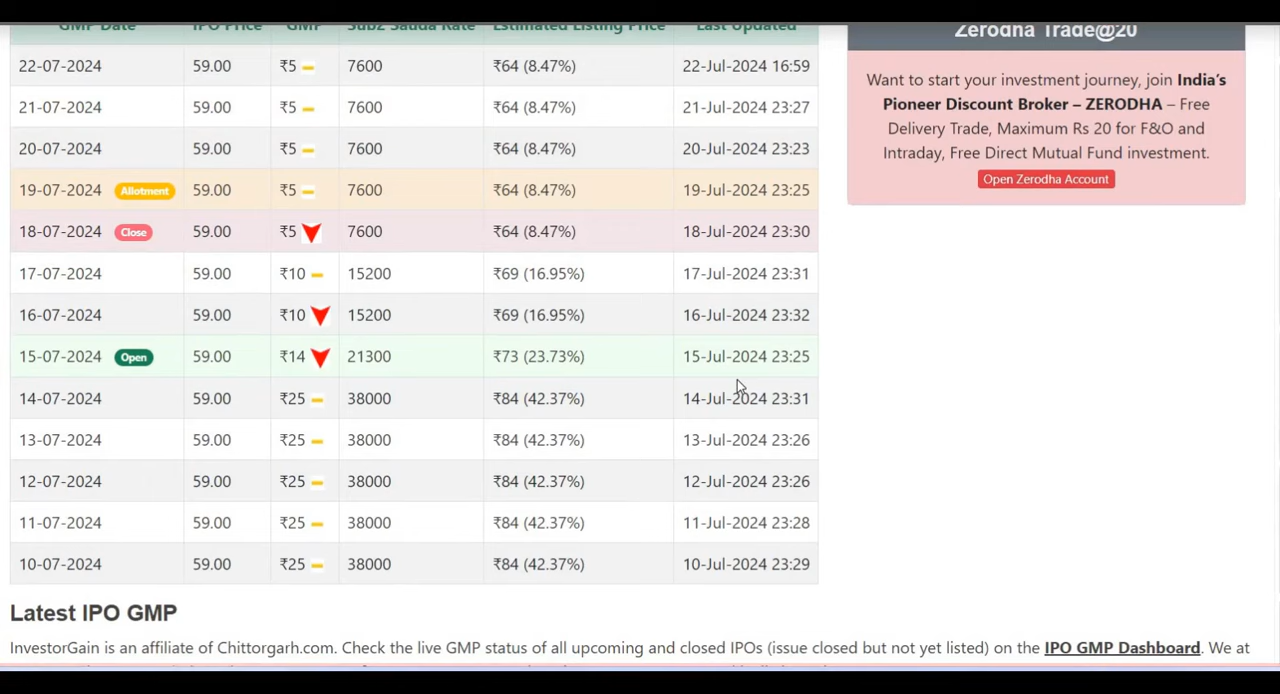 GMP Date IPO Price GMP Sub2 Sauda Rate Estimated Listing Price Last Updated
22-07-2024 59.00 ₹5 7600 ₹64 (8.47%) 22-Jul-2024 16:59
21-07-2024 59.00 ₹5 7600 ₹64 (8.47%) 21-Jul-2024 23:27
20-07-2024 59.00 ₹5 7600 ₹64 (8.47%) 20-Jul-2024 23:23
19-07-2024 Allotment 59.00 ₹5 7600 ₹64 (8.47%) 19-Jul-2024 23:25
18-07-2024 Close 59.00 ₹5 7600 ₹64 (8.47%) 18-Jul-2024 23:30
17-07-2024 59.00 ₹10 15200 ₹69 (16.95%) 17-Jul-2024 23:31
16-07-2024 59.00 ₹10 15200 ₹69 (16.95%) 16-Jul-2024 23:32
15-07-2024 Open 59.00 ₹14 21300 ₹73 (23.73%) 15-Jul-2024 23:25
14-07-2024 59.00 ₹25 38000 ₹84 (42.37%) 14-Jul-2024 23:31
13-07-2024 59.00 ₹25 38000 ₹84 (42.37%) 13-Jul-2024 23:26
12-07-2024 59.00 ₹25 38000 ₹84 (42.37%) 12-Jul-2024 23:26
11-07-2024 59.00 ₹25 38000 ₹84 (42.37%) 11-Jul-2024 23:28
10-07-2024 59.00 ₹25 38000 ₹84 (42.37%) 10-Jul-2024 23:29
Zerodha Trade@20
Want to start your investment journey, join India's
Pioneer Discount Broker – ZERODHA – Free
Delivery Trade, Maximum Rs 20 for F&O and
Intraday, Free Direct Mutual Fund investment.
Open Zerodha Account
Latest IPO GMP
InvestorGain is an affiliate of Chittorgarh.com. Check the live GMP status of all upcoming and closed IPOs (issue closed but not yet listed) on the IPO GMP Dashboard. We at